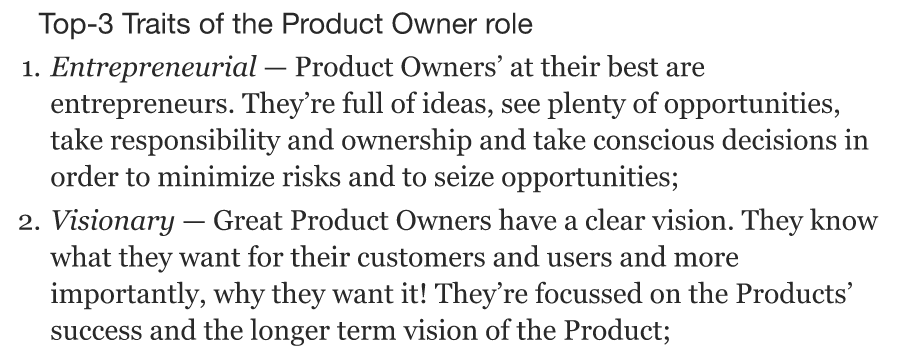 Top-3 Traits of the Product Owner role
1. Entrepreneurial — Product Owners’ at their best are
entrepreneurs. They’re full of ideas, see plenty of opportunities,
take responsibility and ownership and take conscious decisions in
order to minimize risks and to seize opportunities;
2. Visionary — Great Product Owners have a clear vision. They know
what they want for their customers and users and more
importantly, why they want it! They’re focussed on the Products’
success and the longer term vision of the Product;